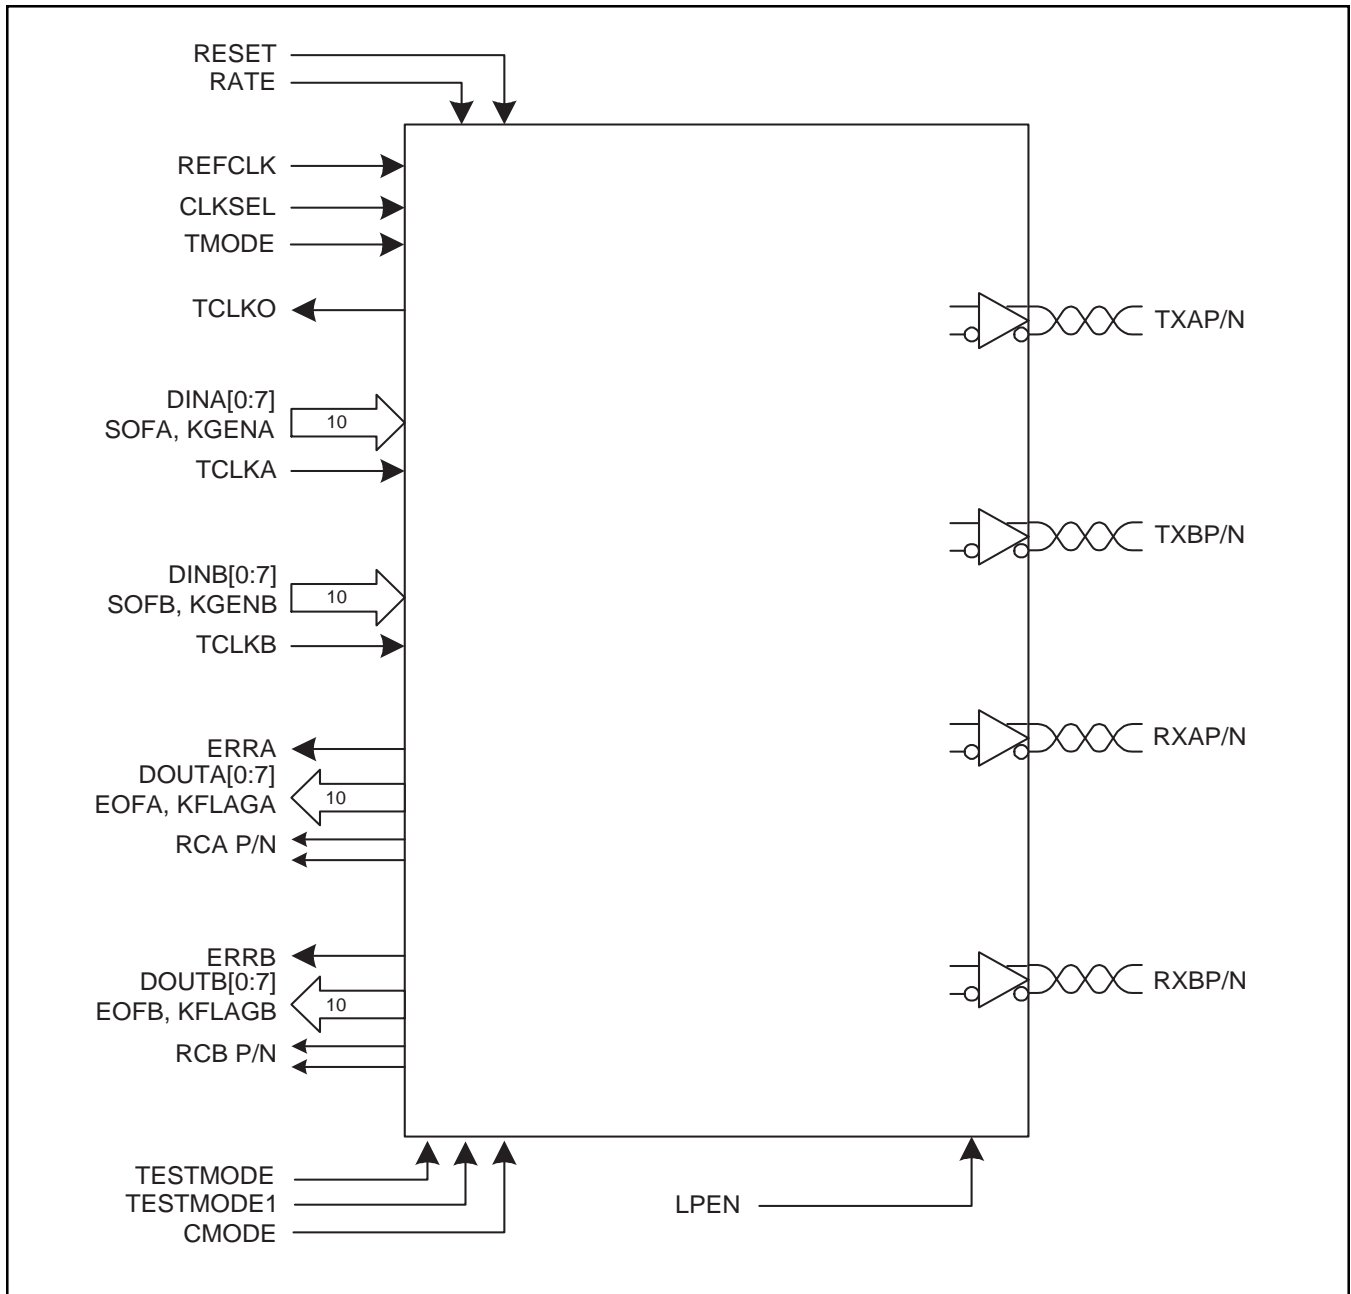 RESET
RATE
REFCLK
CLKSEL
TMODE
TCLKO
DINA[0:7]
SOFA, KGENA
10
TCLKA
DINB[0:7]
SOFB, KGENB
10
TCLKB
ERRA
DOUTA[0:7]
EOFA, KFLAGA
10
RCA P/N
ERRB
DOUTB[0:7]
EOFB, KFLAGB
10
RCB P/N
TESTMODE
TESTMODE1
CMODE
LPEN
TXAP/N
TXBP/N
RXAP/N
RXBP/N